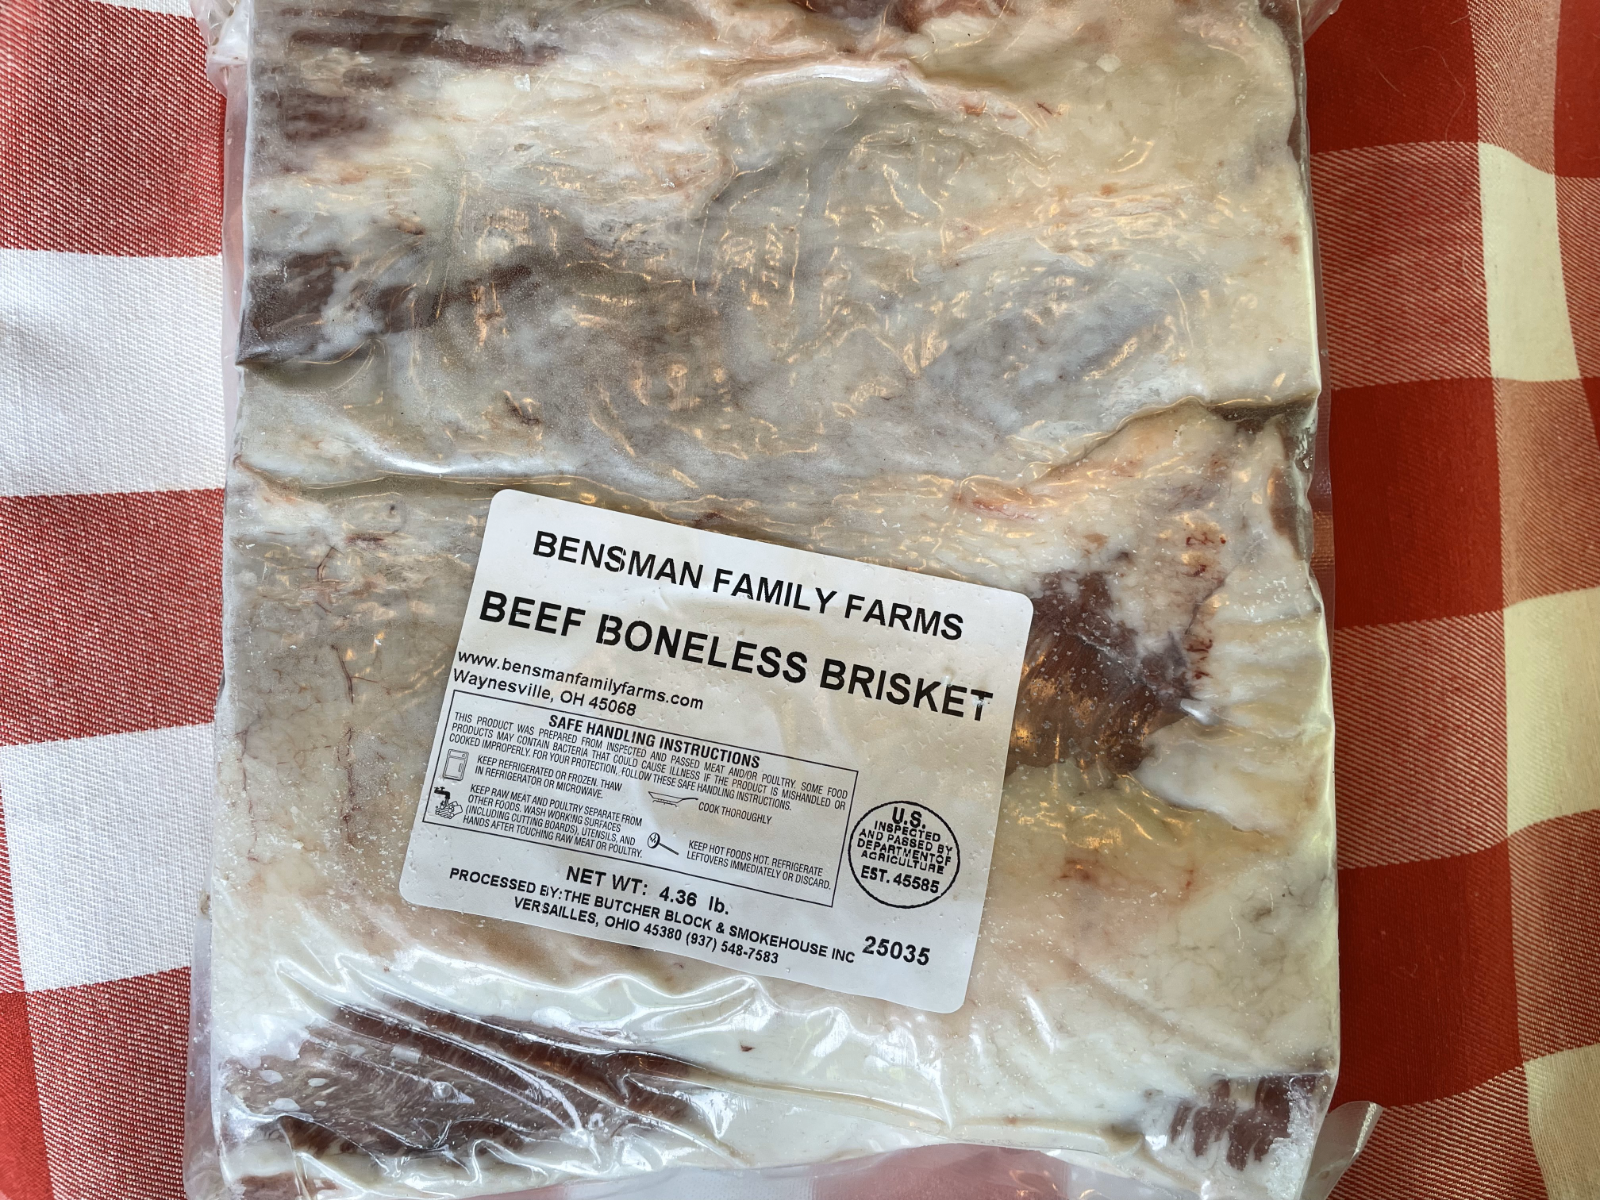 BENSMAN FAMILY FARMS
BEEF BONELESS BRISKET
www.bensmanfamilyfarms.com
Waynesville, OH 45068
SAFE HANDLING INSTRUCTIONS
THIS PRODUCT WAS PREPARED FROM INSPECTED AND PASSED MEAT AND/OR POULTRY. SOME FOOD
PRODUCTS MAY CONTAIN BACTERIA THAT COULD CAUSE ILLNESS IF THE PRODUCT IS MISHANDLED OR
COOKED IMPROPERLY. FOR YOUR PROTECTION, FOLLOW THESE SAFE HANDLING INSTRUCTIONS.
KEEP REFRIGERATED OR FROZEN. THAW
IN REFRIGERATOR OR MICROWAVE.
KEEP RAW MEAT AND POULTRY SEPARATE FROM
OTHER FOODS. WASH WORKING SURFACES
(INCLUDING CUTTING BOARDS), UTENSILS, AND
HANDS AFTER TOUCHING RAW MEAT OR POULTRY.
COOK THOROUGHLY
KEEP HOT FOODS HOT. REFRIGERATE
LEFTOVERS IMMEDIATELY OR DISCARD.
U.S.
INSPECTED
AND PASSED BY
DEPARTMENT OF
AGRICULTURE
EST. 45585
NET WT: 4.36 lb.
PROCESSED BY:THE BUTCHER BLOCK & SMOKEHOUSE INC
VERSAILLES, OHIO 45380 (937) 548-7583
25035